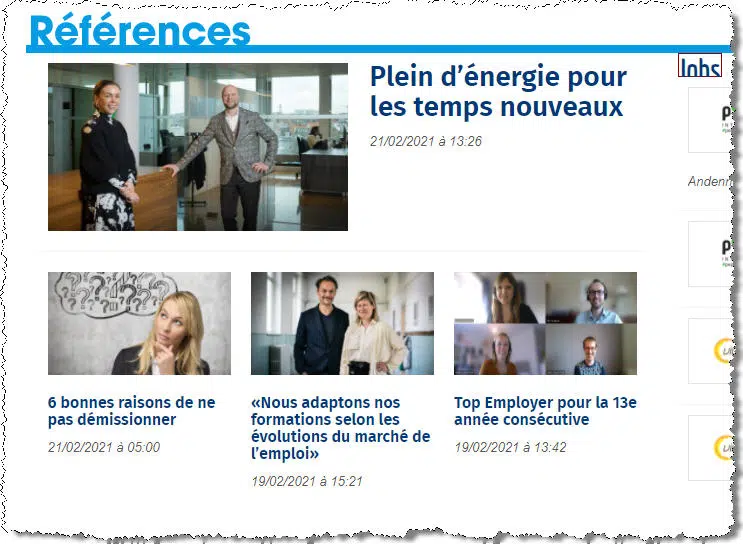 Références
Plein d’énergie pour
les temps nouveaux
21/02/2021 à 13:26
6 bonnes raisons de ne
pas démissionner
21/02/2021 à 05:00
«Nous adaptons nos
formations selon les
évolutions du marché de
l’emploi»
19/02/2021 à 15:21
Top Employer pour la 13e
année consécutive
19/02/2021 à 13:42
Jobs
Andenn